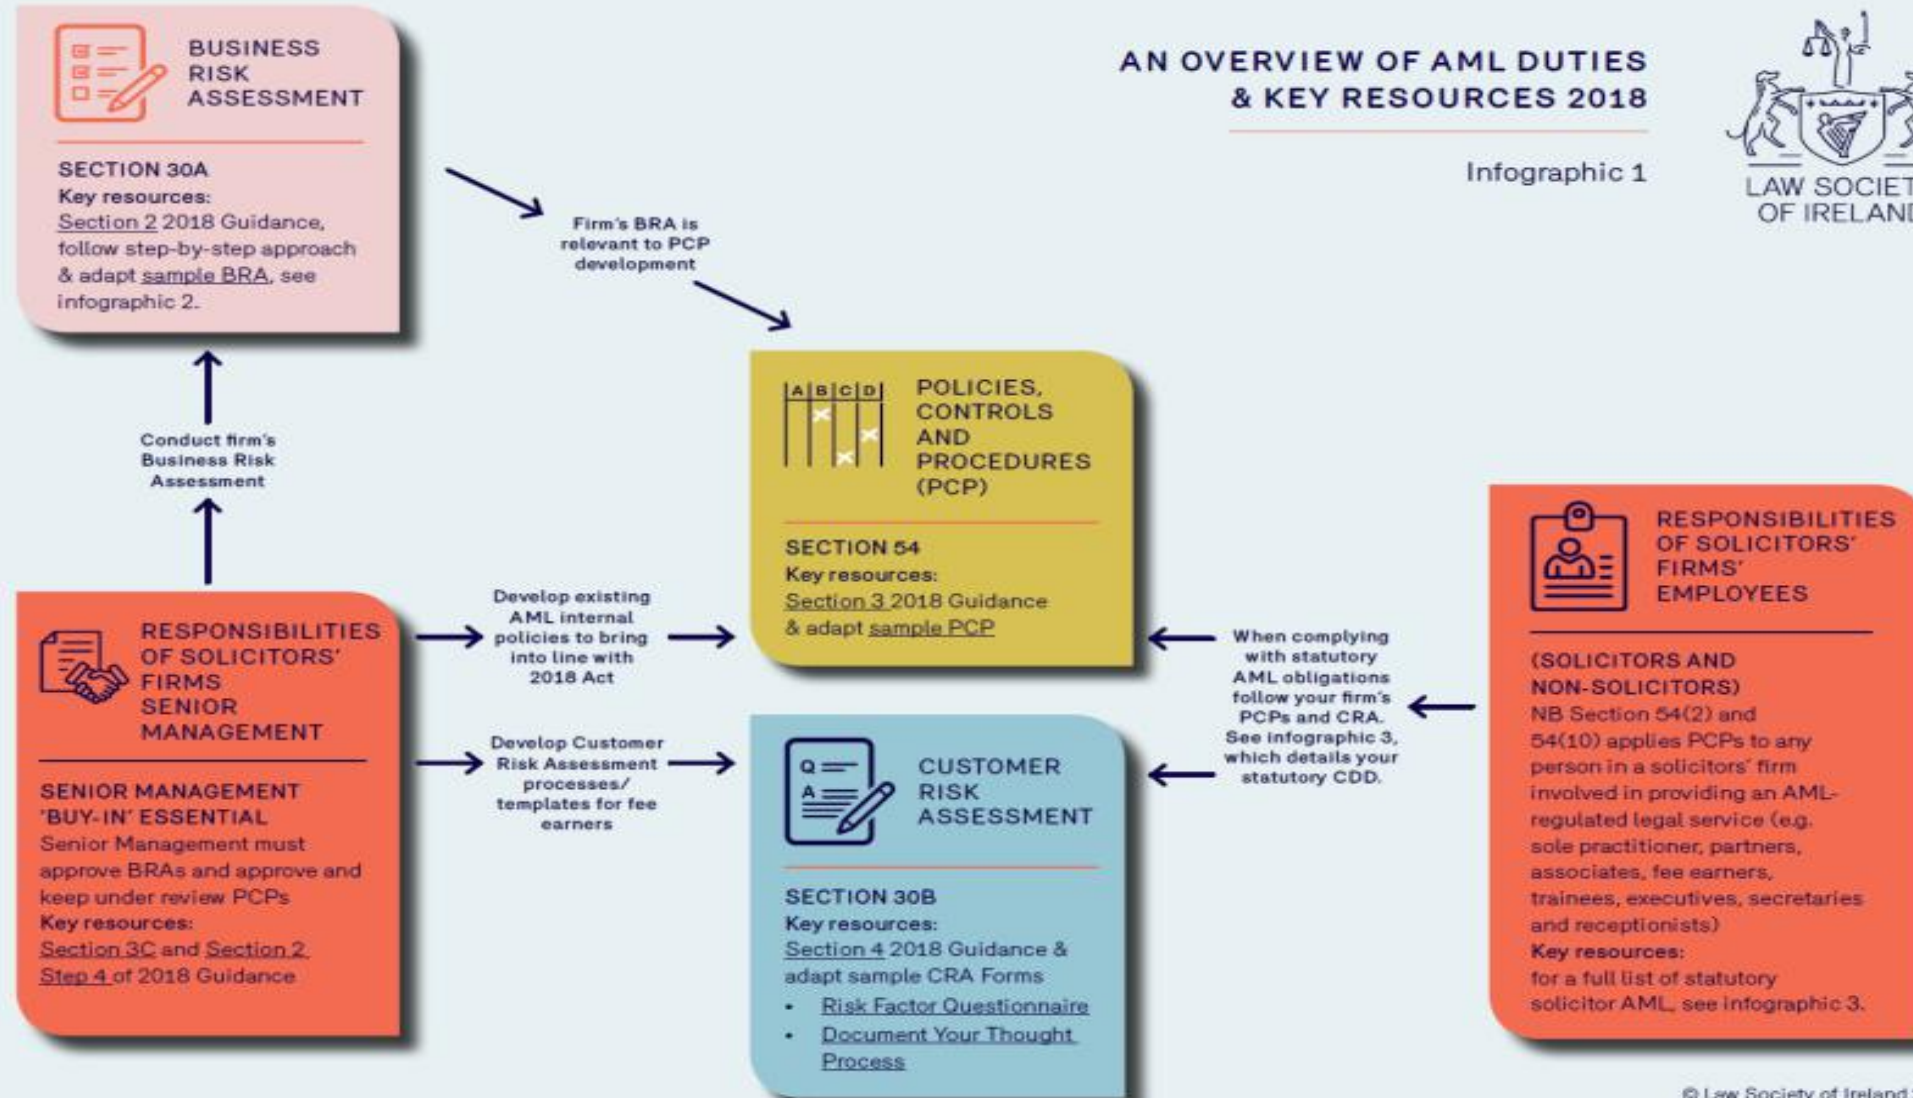 BUSINESS
RISK
ASSESSMENT
SECTION 30A
Key resources:
Section 2 2018 Guidance,
follow step-by-step approach
& adapt sample BRA, see
infographic 2.
AN OVERVIEW OF AML DUTIES
& KEY RESOURCES 2018
Infographic 1
LAW SOCIET
OF IRELAND
Firm's BRA is
relevant to PCP
development
Conduct firm's
Business Risk
Assessment
A B C D
POLICIES,
CONTROLS
AND
PROCEDURES
(PCP)
SECTION 54
Key resources:
Section 3 2018 Guidance
& adapt sample PCP
RESPONSIBILITIES
OF SOLICITORS'
FIRMS
SENIOR
MANAGEMENT
SENIOR MANAGEMENT
'BUY-IN' ESSENTIAL
Senior Management must
approve BRAs and approve and
keep under review PCPs
Key resources:
Section 3C and Section 2
Step 4 of 2018 Guidance
Develop existing
AML internal
policies to bring
into line with
2018 Act
Develop Customer
Risk Assessment
processes/
templates for fee
earners
Q
A
CUSTOMER
RISK
ASSESSMENT
SECTION 30B
Key resources:
Section 4 2018 Guidance &
adapt sample CRA Forms
• Risk Factor Questionnaire
• Document Your Thought
Process
When complying
with statutory
AML obligations
follow your firm's
PCPs and CRA.
See infographic 3,
which details your
statutory CDD.
RESPONSIBILITIES
OF SOLICITORS'
FIRMS'
EMPLOYEES
(SOLICITORS AND
NON-SOLICITORS)
NB Section 54(2) and
54(10) applies PCPs to any
person in a solicitors' firm
involved in providing an AML-
regulated legal service (e.g.
sole practitioner, partners,
associates, fee earners,
trainees, executives, secretaries
and receptionists)
Key resources:
for a full list of statutory
solicitor AML, see infographic 3.
© Law Society of Ireland